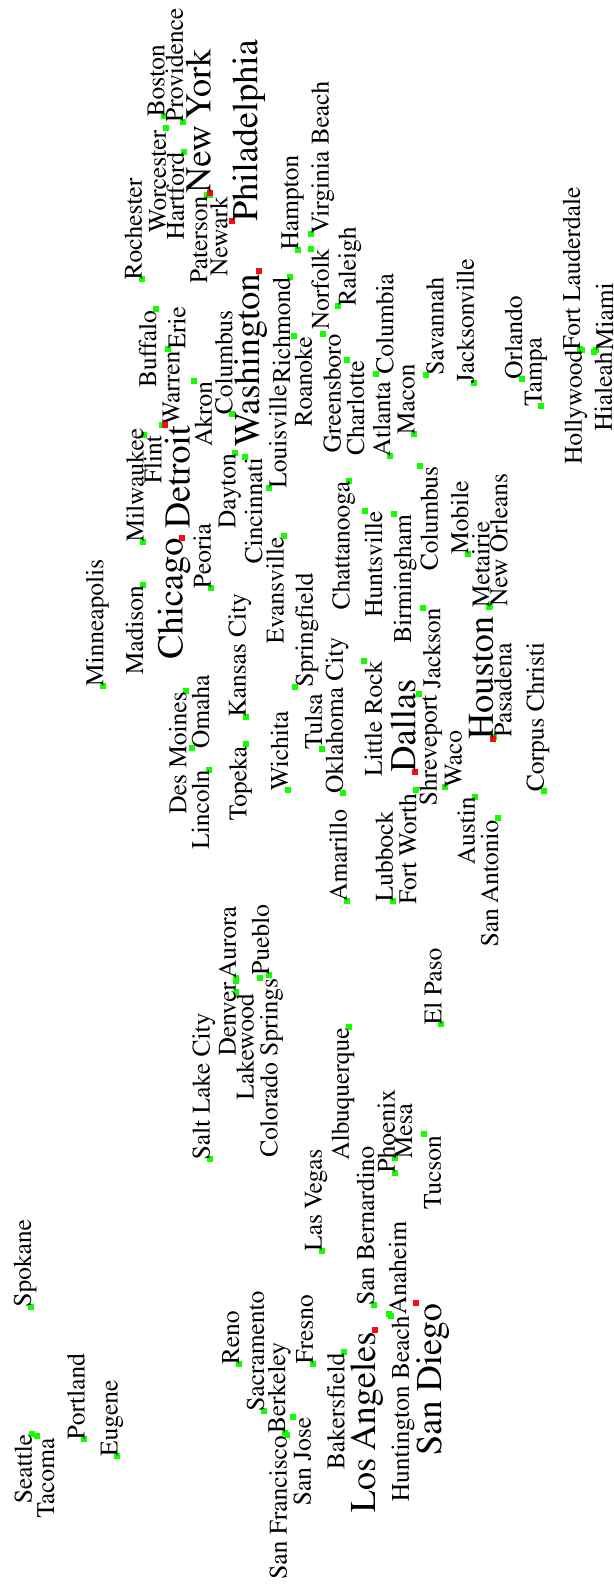 Seattle
Tacoma
Spokane
Portland
Eugene
Minneapolis
Madison
Milwaukee
Rochester
Buffalo
Flint
Boston
Worcester
Providence
Hartford
Warren
Erie
Detroit
Chicago
Des Moines
Omaha
Lincoln
Akron
Peoria
Paterson
New York
Newark
Philadelphia
Salt Lake City
Columbus
Dayton
Cincinnati
Washington
Kansas City
Topeka
Denver
Aurora
Lakewood
Pueblo
Colorado Springs
Reno
Sacramento
Berkeley
San Francisco
San Jose
Fresno
Louisville
Evansville
Richmond
Hampton
Norfolk
Virginia Beach
Roanoke
Springfield
Wichita
Tulsa
Las Vegas
Greensboro
Raleigh
Oklahoma City
Amarillo
Charlotte
Chattanooga
Albuquerque
Bakersfield
Los Angeles
San Bernardino
Huntsville
Little Rock
Columbia
Atlanta
Birmingham
Lubbock
Phoenix
Mesa
Anaheim
Huntington Beach
Macon
Dallas
Fort Worth
Shreveport
Jackson
Columbus
San Diego
Tucson
Savannah
El Paso
Waco
Mobile
Jacksonville
Austin
Metairie
New Orleans
Houston
Pasadena
San Antonio
Orlando
Tampa
Corpus Christi
Hollywood
Fort Lauderdale
Hialeah
Miami